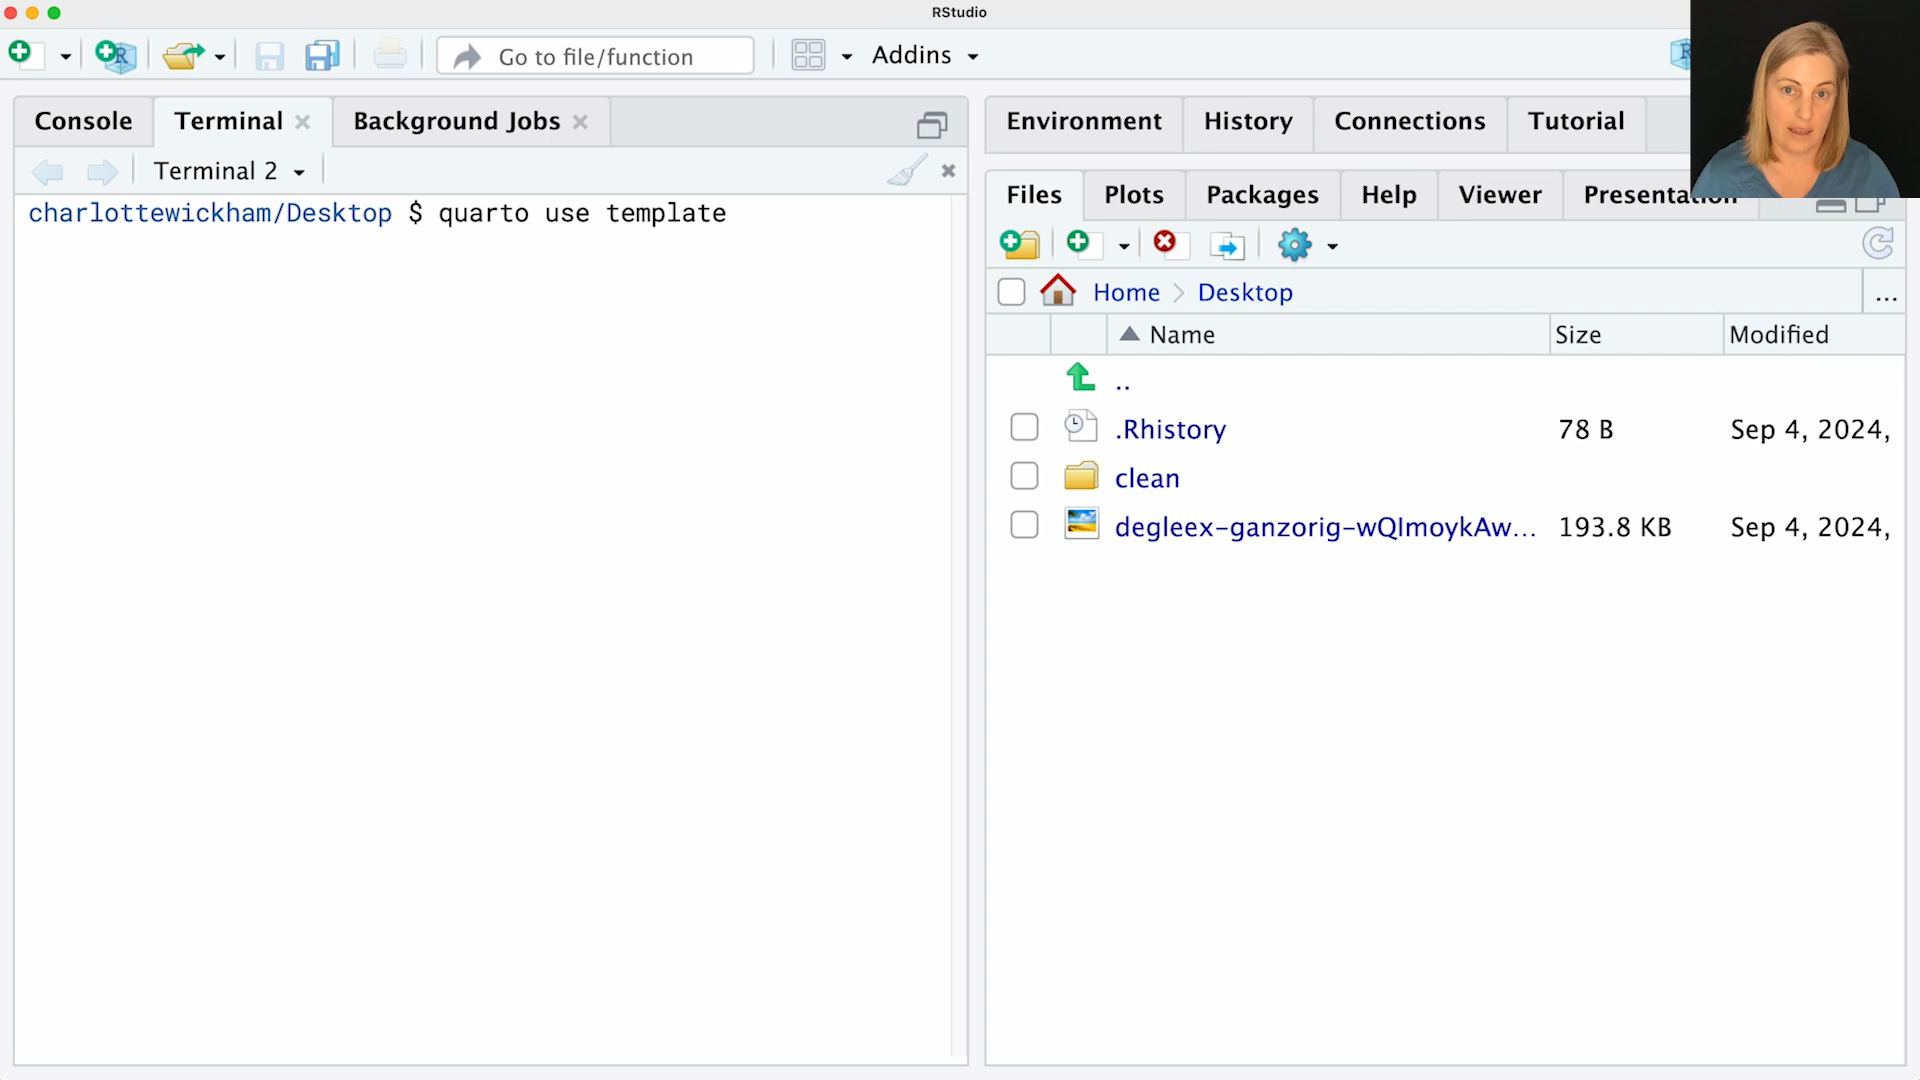 RStudio
Go to file/function
Addins
Console
Terminal
Background Jobs
Terminal 2
charlottewickham/Desktop $ quarto use template
Environment
History
Connections
Tutorial
Files
Plots
Packages
Help
Viewer
Presentation
Home
Desktop
...
Name
Size
Modified
..
.Rhistory
78 B
Sep 4, 2024,
clean
degleex-ganzorig-wQImoykAw...
193.8 KB
Sep 4, 2024,